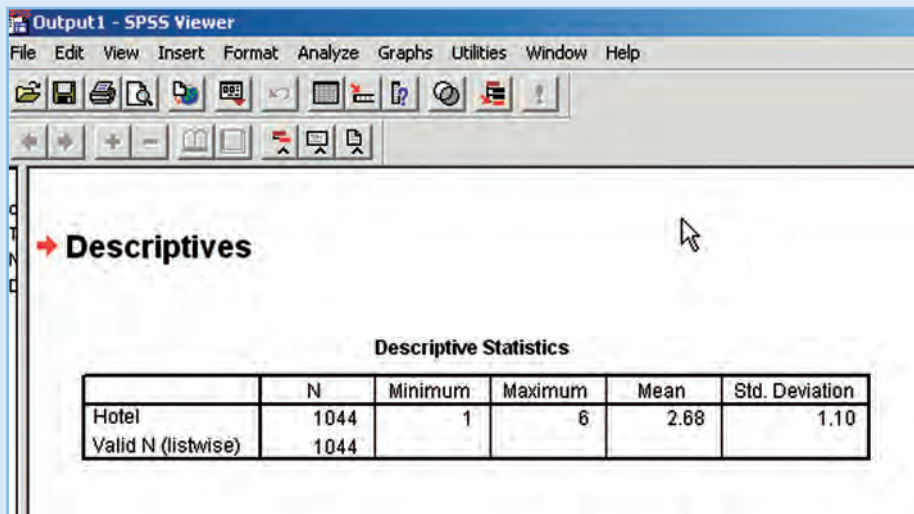 Output1 - SPSS Viewer
File Edit View Insert Format Analyze Graphs Utilities Window Help
Descriptives
Descriptive Statistics
N Minimum Maximum Mean Std. Deviation
Hotel 1044 1 6 2.68 1.10
Valid N (listwise) 1044